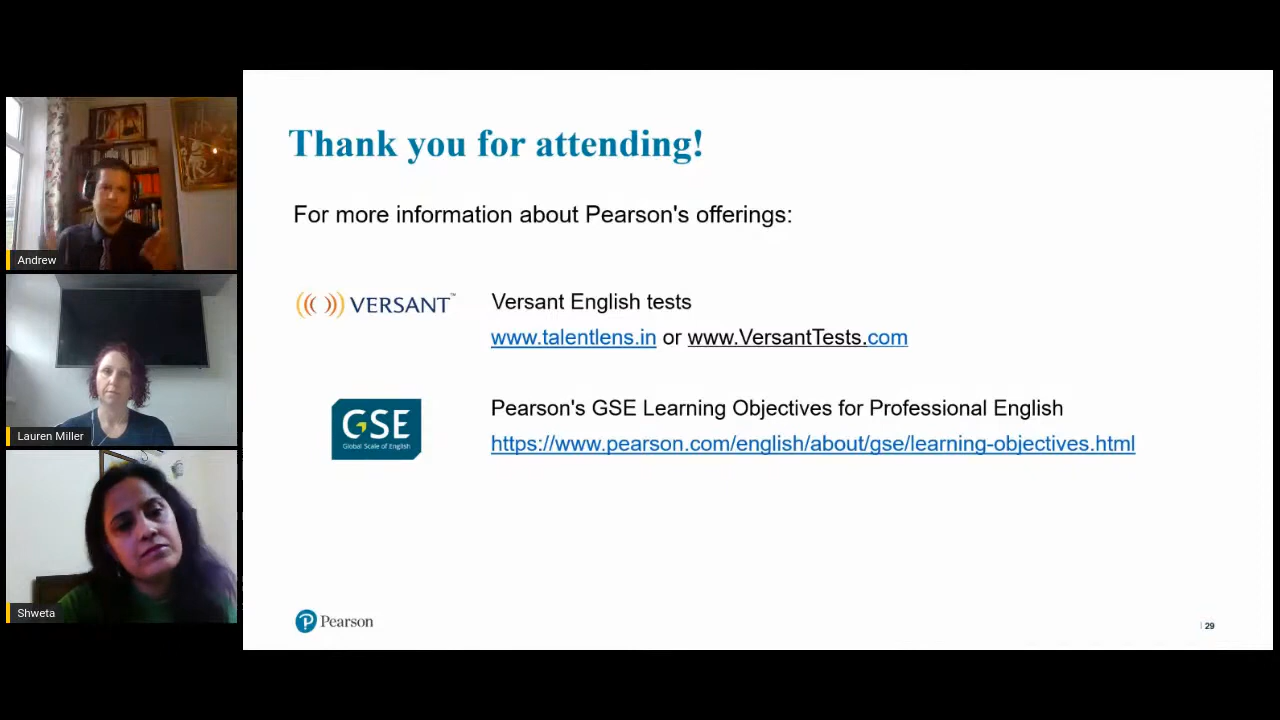 Andrew
Lauren Miller
Shweta
Thank you for attending!
For more information about Pearson's offerings:
VERSANT™
Versant English tests
www.talentlens.in or www.VersantTests.com
GSE
Global Scale of English
Pearson's GSE Learning Objectives for Professional English
https://www.pearson.com/english/about/gse/learning-objectives.html
Pearson
29